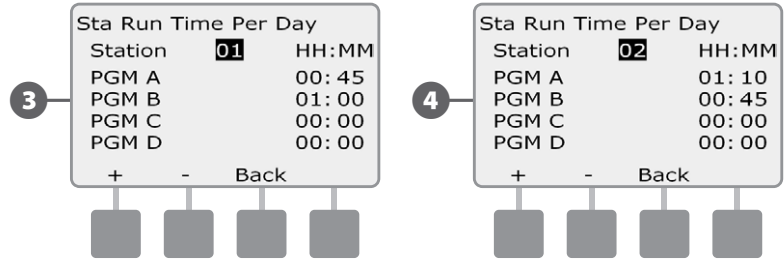 Sta Run Time Per Day
Station 01 HH:MM
PGM A 00:45
PGM B 01:00
PGM C 00:00
PGM D 00:00
+ - Back
3
Sta Run Time Per Day
Station 02 HH:MM
PGM A 01:10
PGM B 00:45
PGM C 00:00
PGM D 00:00
+ - Back
4